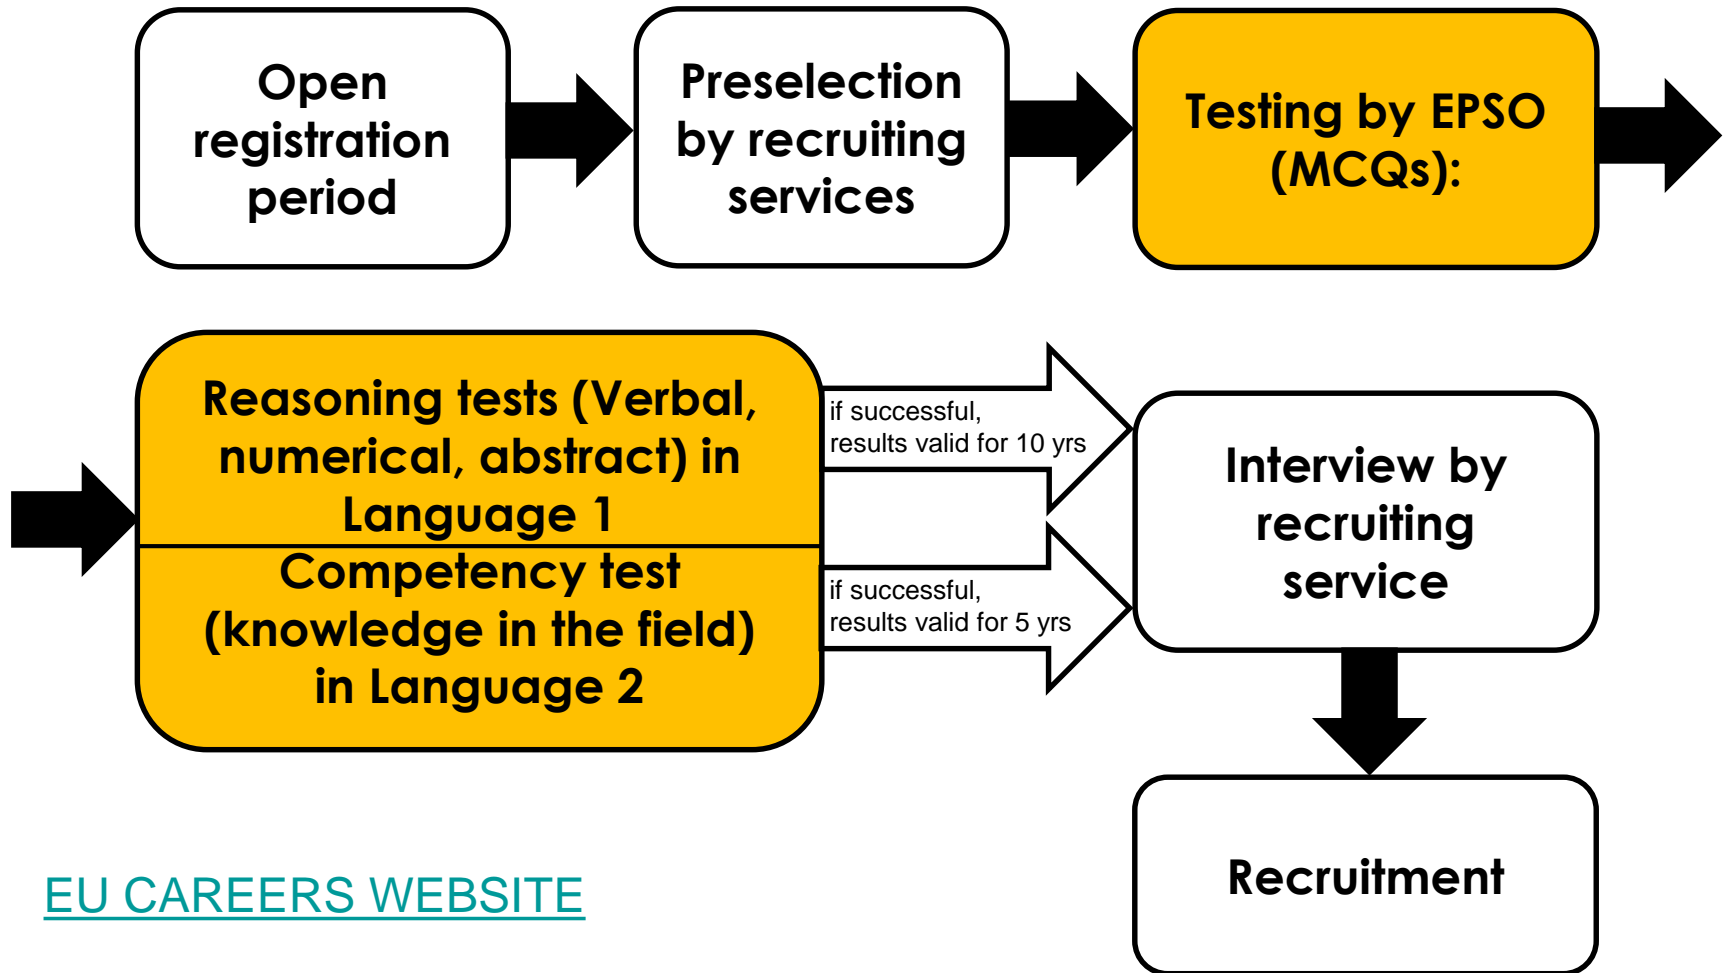 Open
registration
period
Preselection
by recruiting
services
Testing by EPSO
(MCQs):
Reasoning tests (Verbal,
numerical, abstract) in
Language 1
Competency test
(knowledge in the field)
in Language 2
if successful,
results valid for 10 yrs
if successful,
results valid for 5 yrs
Interview by
recruiting
service
Recruitment
EU CAREERS WEBSITE